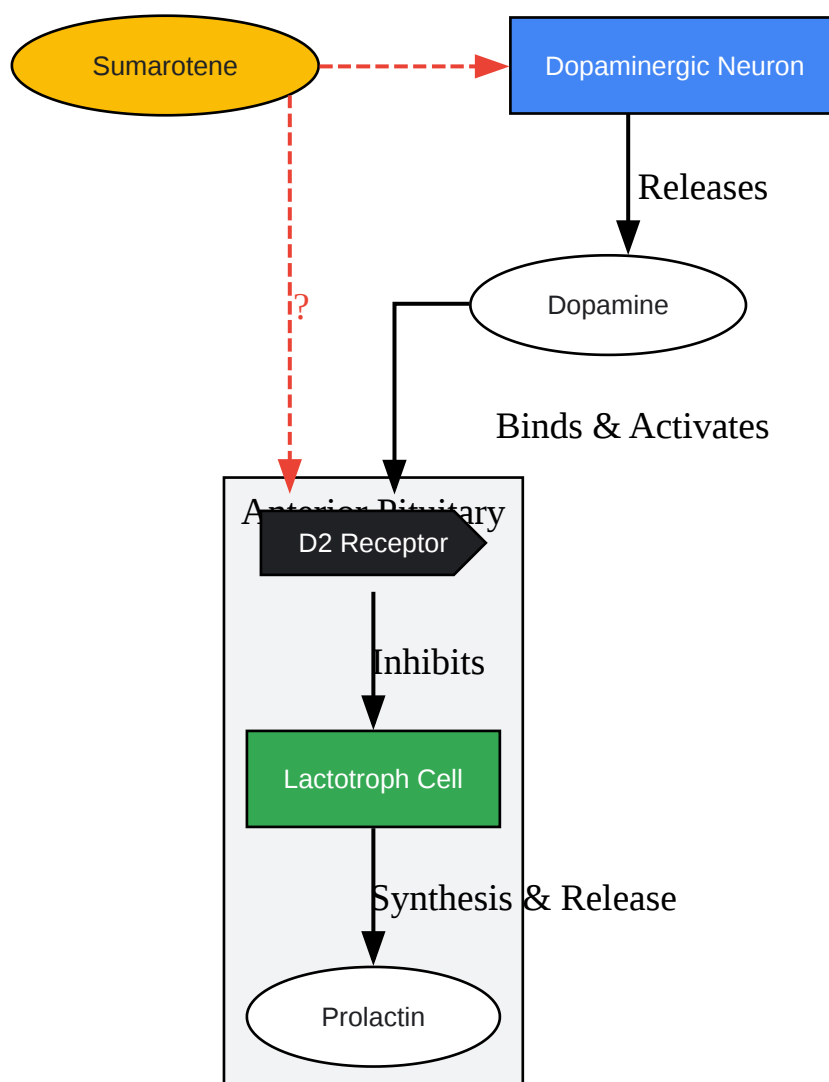 Sumarotene
Dopaminergic Neuron
Releases
Dopamine
?
Binds & Activates
Anterior Pituitary
D2 Receptor
Inhibits
Lactotroph Cell
Synthesis & Release
Prolactin